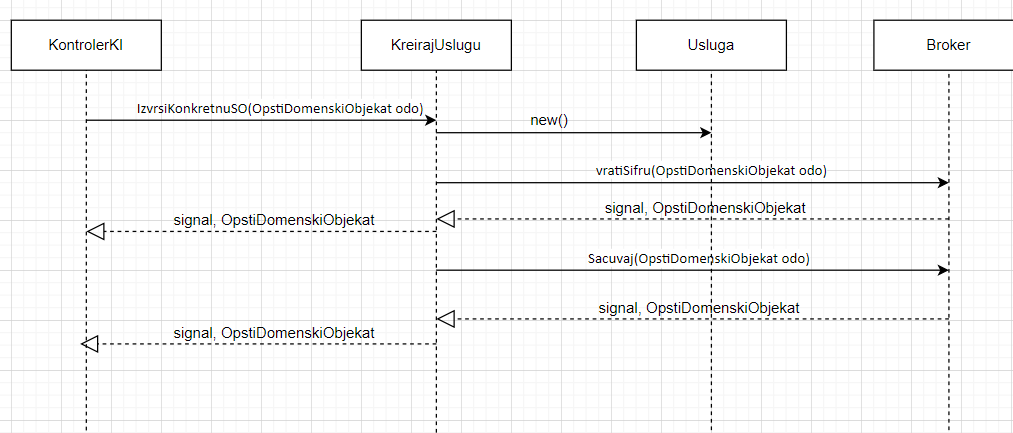 KontrolerKI
KreirajUslugu
Usluga
Broker
IzvrsiKonkretnuSO(OpstiDomenskiObjekat odo)
new()
vratiSifru(OpstiDomenskiObjekat odo)
signal, OpstiDomenskiObjekat
signal, OpstiDomenskiObjekat
Sacuvaj(OpstiDomenskiObjekat odo)
signal, OpstiDomenskiObjekat
signal, OpstiDomenskiObjekat